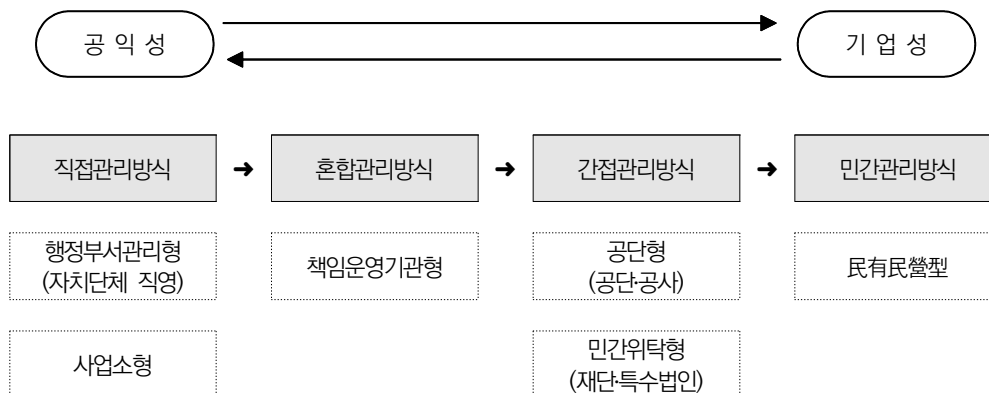 공 익 성
기 업 성
직접관리방식 → 혼합관리방식 → 간접관리방식 → 민간관리방식
행정부서관리형
(자치단체 직영)
책임운영기관형
공단형
(공단·공사)
民有民營型
사업소형
민간위탁형
(재단·특수법인)